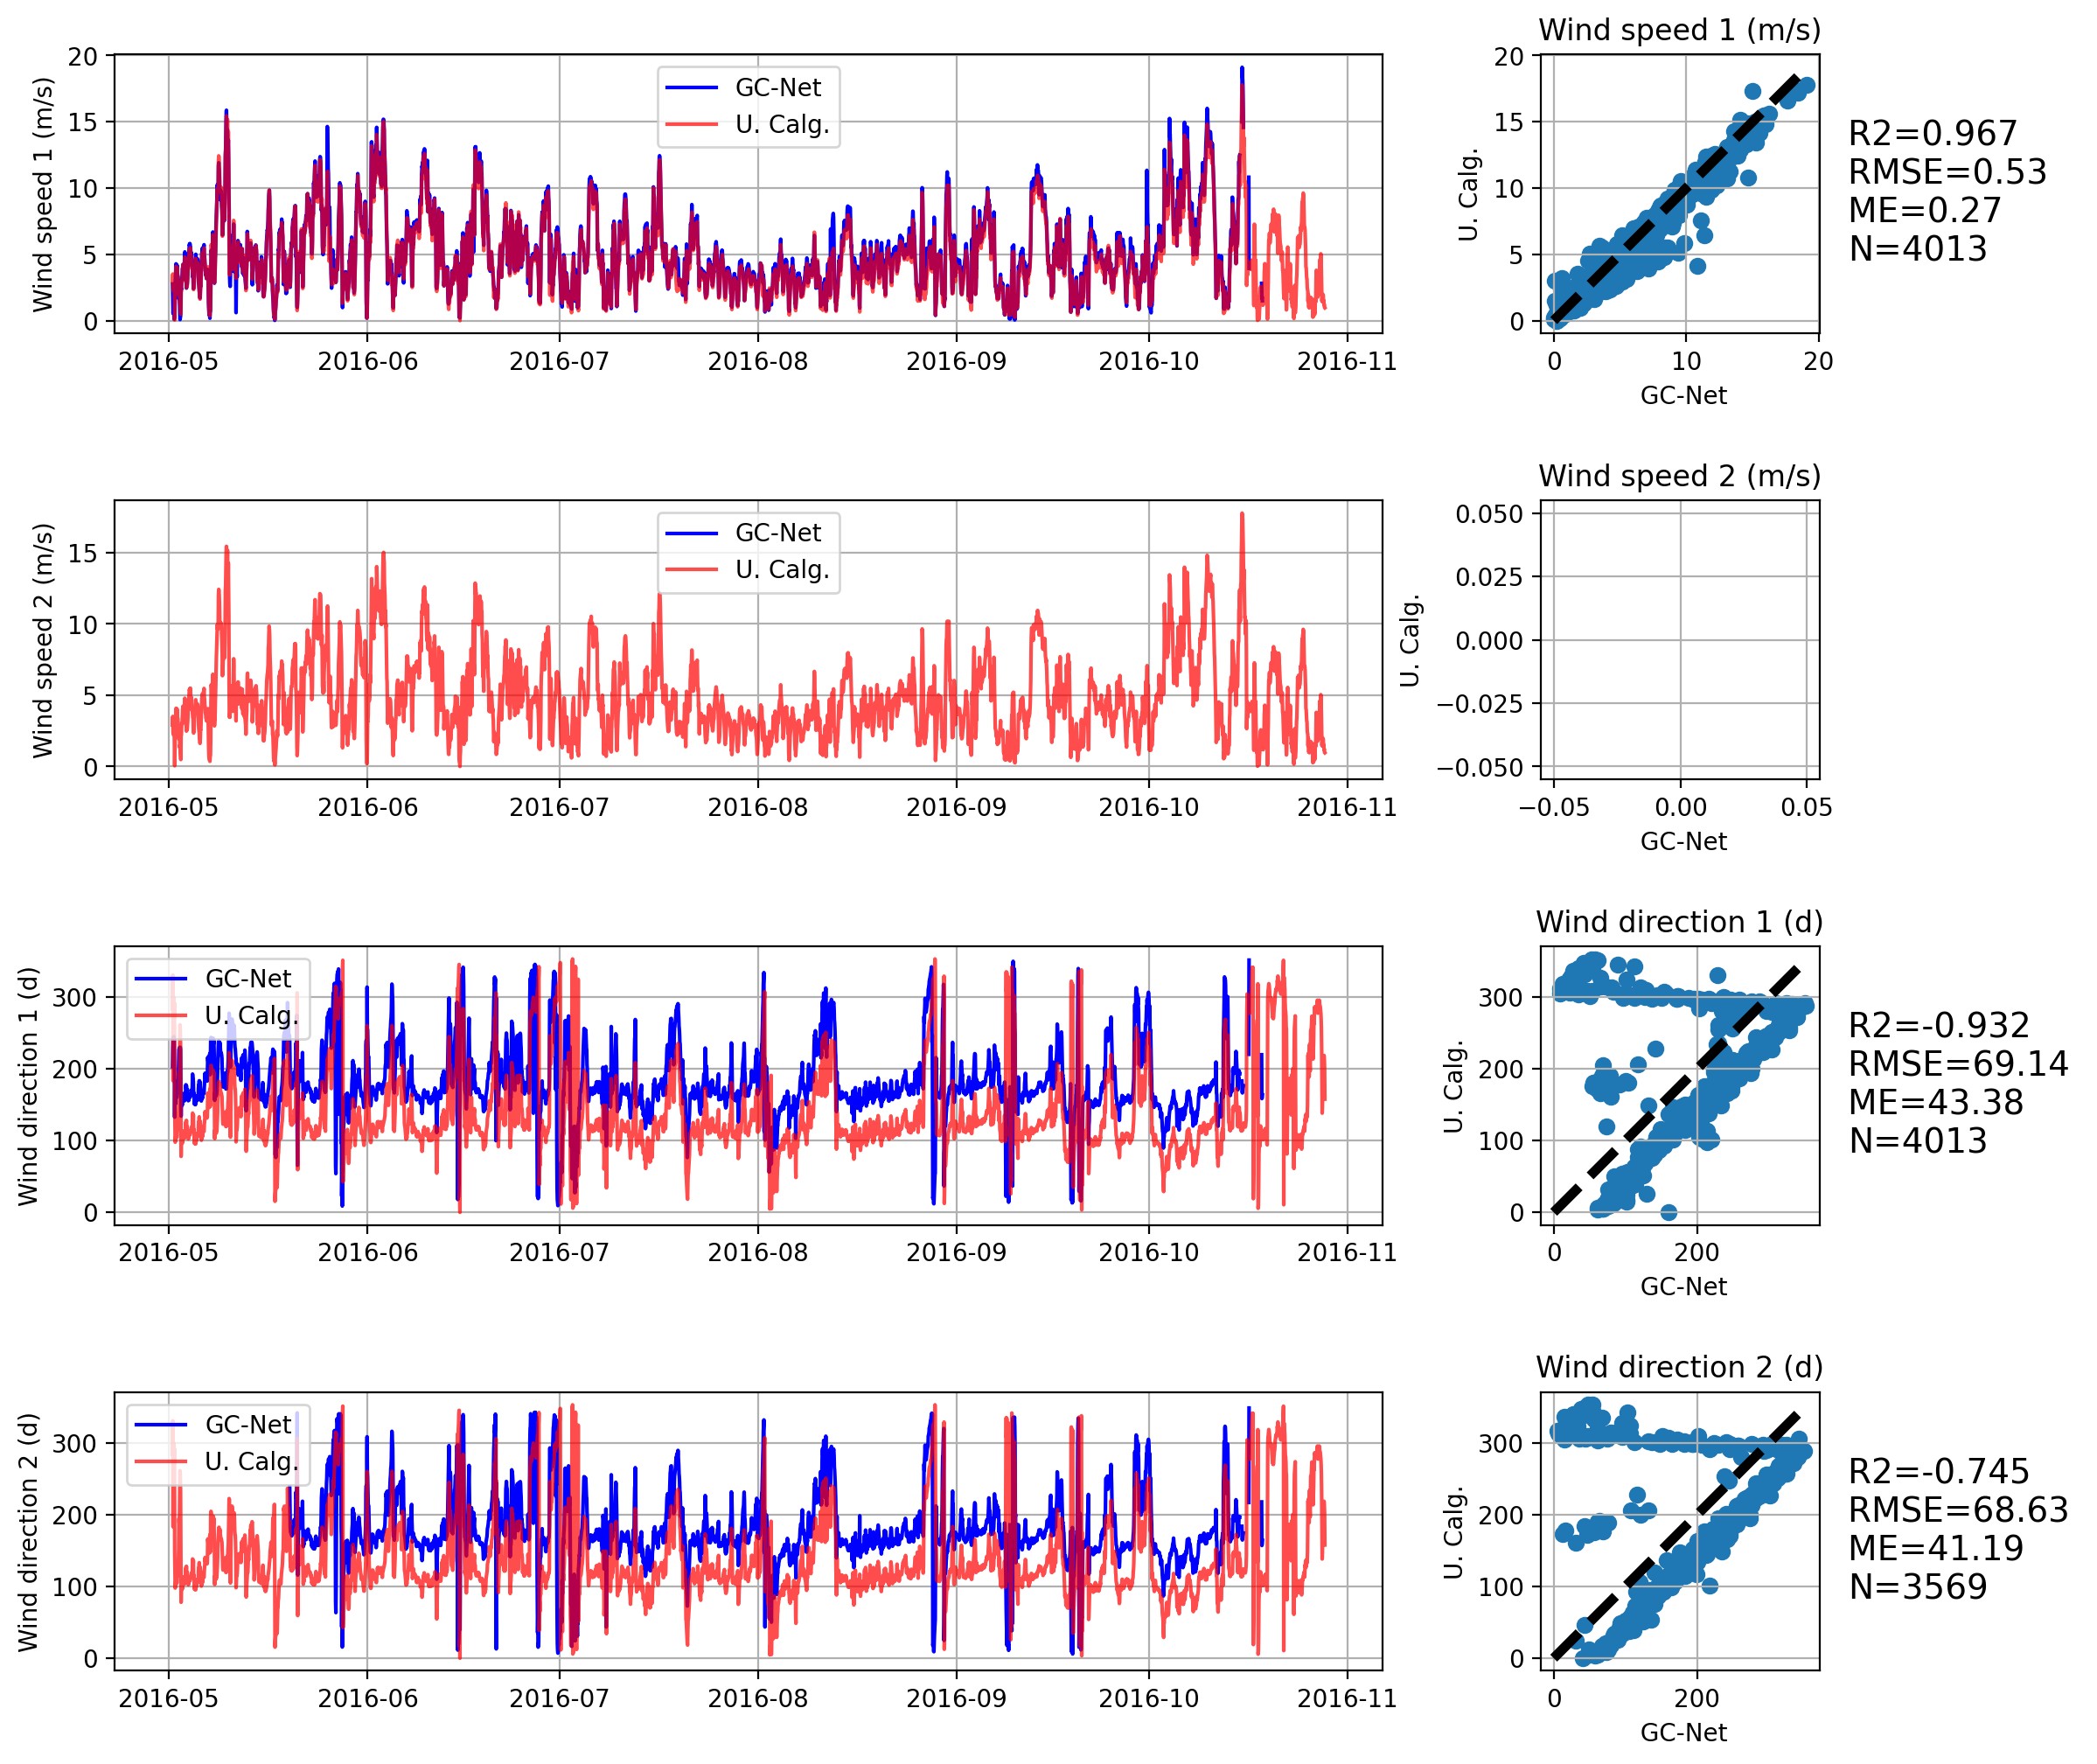 Wind speed 1 (m/s)
20
15
10
5
0
GC-Net
U. Calg.
2016-05 2016-06 2016-07 2016-08 2016-09 2016-10 2016-11
Wind speed 1 (m/s)
U. Calg.
20
15
10
5
0
0 10 20
GC-Net
R2=0.967
RMSE=0.53
ME=0.27
N=4013
Wind speed 2 (m/s)
15
10
5
0
GC-Net
U. Calg.
2016-05 2016-06 2016-07 2016-08 2016-09 2016-10 2016-11
Wind speed 2 (m/s)
U. Calg.
0.050
0.025
0.000
−0.025
−0.050
−0.05 0.00 0.05
GC-Net
Wind direction 1 (d)
300
200
100
0
GC-Net
U. Calg.
2016-05 2016-06 2016-07 2016-08 2016-09 2016-10 2016-11
Wind direction 1 (d)
U. Calg.
300
200
100
0
0 200
GC-Net
R2=-0.932
RMSE=69.14
ME=43.38
N=4013
Wind direction 2 (d)
300
200
100
0
GC-Net
U. Calg.
2016-05 2016-06 2016-07 2016-08 2016-09 2016-10 2016-11
Wind direction 2 (d)
U. Calg.
300
200
100
0
0 200
GC-Net
R2=-0.745
RMSE=68.63
ME=41.19
N=3569